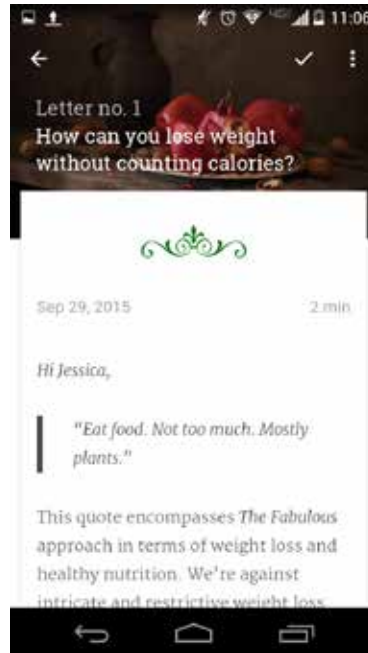 11:06
Letter no. 1
How can you lose weight
without counting calories?
Sep 29, 2015
2 min
Hi Jessica,
"Eat food. Not too much. Mostly
plants."
This quote encompasses The Fabulous
approach in terms of weight loss and
healthy nutrition. We're against
intricate and restrictive weight loss